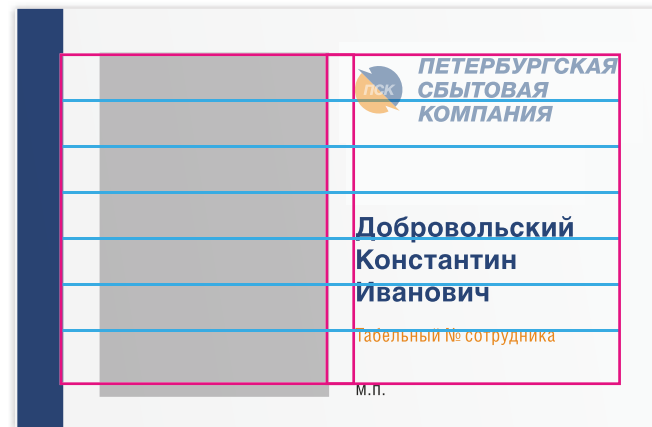 ПЕТЕРБУРГСКАЯ
ПСК СБЫТОВАЯ
КОМПАНИЯ
Добровольский
Константин
Иванович
Табельный № сотрудника
м.п.